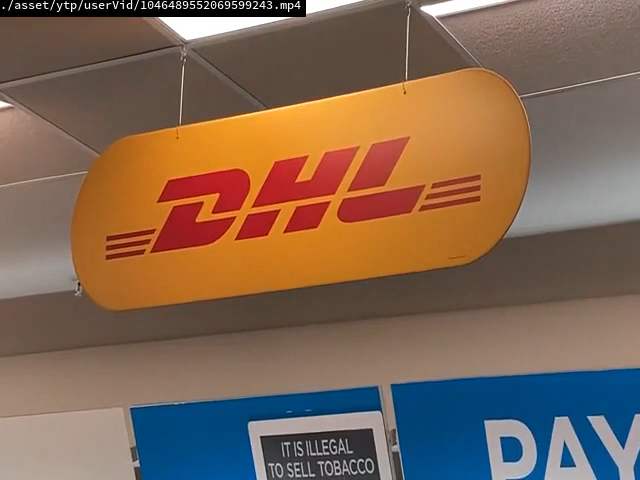 ./asset/ytp/userVid/1046489552069599243.mp4
DHL
IT IS ILLEGAL
TO SELL TOBACCO
PAY